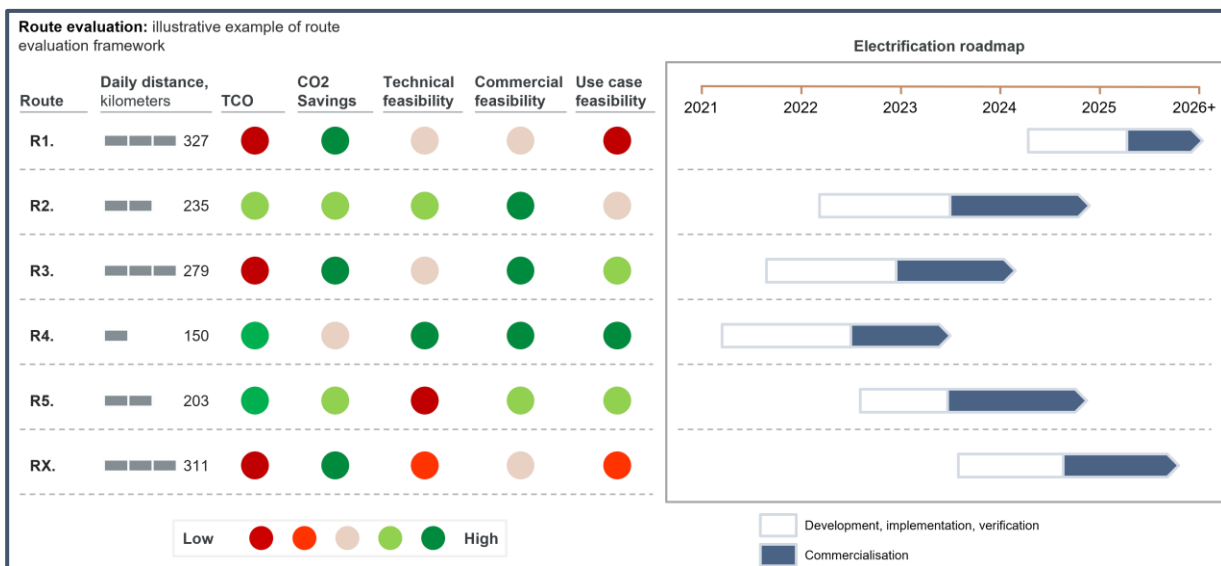 Route evaluation: illustrative example of route
evaluation framework
Electrification roadmap
Route
Daily distance,
kilometers
TCO
CO2
Savings
Technical
feasibility
Commercial
feasibility
Use case
feasibility
2021 2022 2023 2024 2025 2026+
R1. 327
R2. 235
R3. 279
R4. 150
R5. 203
RX. 311
Low High
Development, implementation, verification
Commercialisation